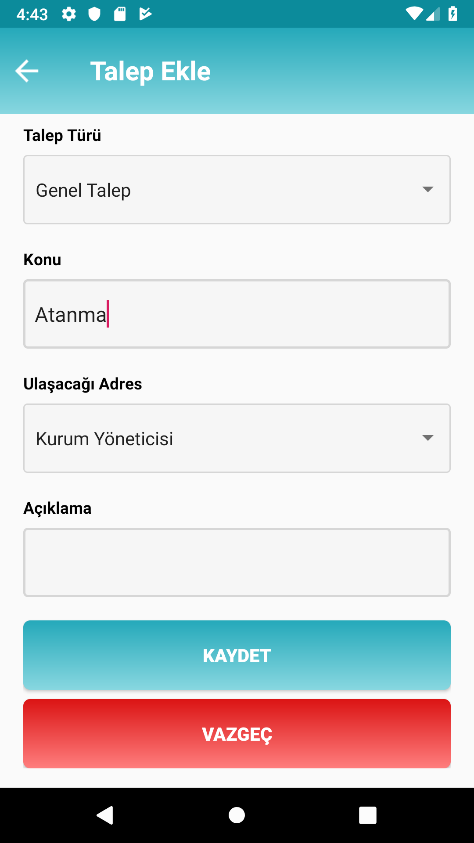 4:43
Talep Ekle
Talep Türü
Genel Talep
Konu
Atanma
Ulaşacağı Adres
Kurum Yöneticisi
Açıklama
KAYDET
VAZGEÇ